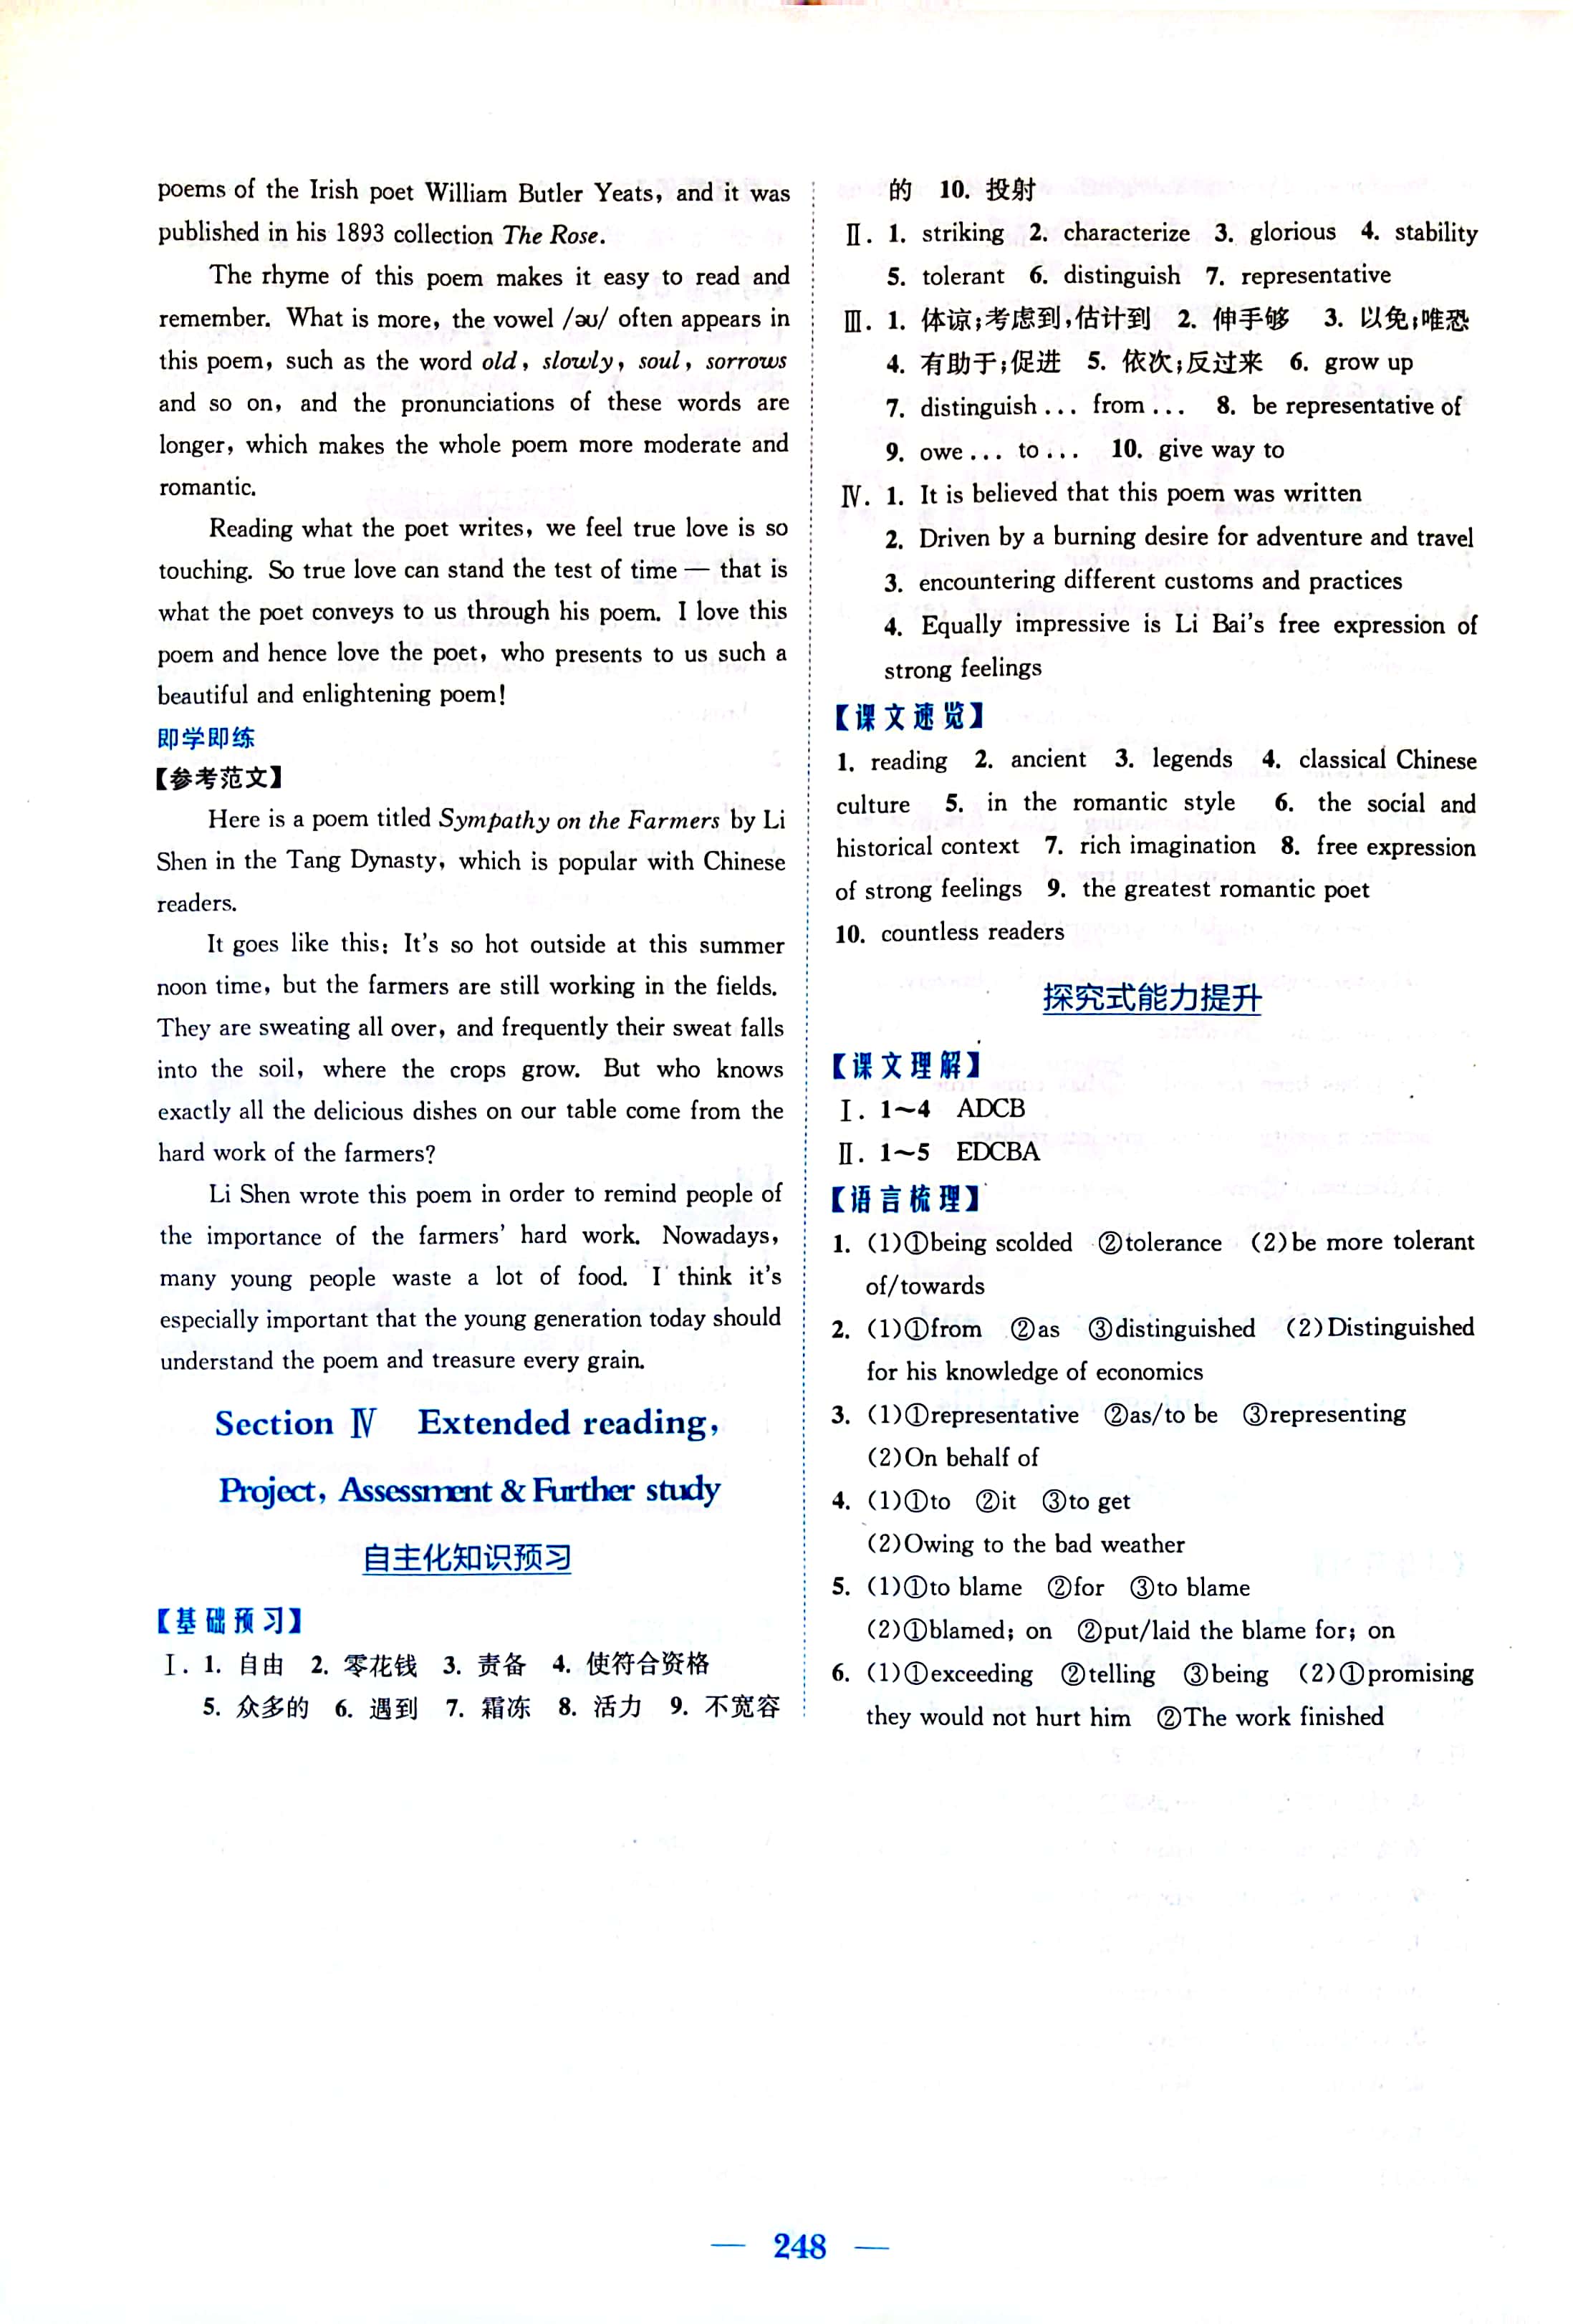 poems of the Irish poet William Butler Yeats, and it was
published in his 1893 collection The Rose.
The rhyme of this poem makes it easy to read and
remember. What is more, the vowel /əʊ/ often appears in
this poem, such as the word old, slowly, soul, sorrows
and so on, and the pronunciations of these words are
longer, which makes the whole poem more moderate and
romantic.
Reading what the poet writes, we feel true love is so
touching. So true love can stand the test of time — that is
what the poet conveys to us through his poem. I love this
poem and hence love the poet, who presents to us such a
beautiful and enlightening poem!
即学即练
【参考范文】
Here is a poem titled Sympathy on the Farmers by Li
Shen in the Tang Dynasty, which is popular with Chinese
readers.
It goes like this: It's so hot outside at this summer
noon time, but the farmers are still working in the fields.
They are sweating all over, and frequently their sweat falls
into the soil, where the crops grow. But who knows
exactly all the delicious dishes on our table come from the
hard work of the farmers?
Li Shen wrote this poem in order to remind people of
the importance of the farmers' hard work. Nowadays,
many young people waste a lot of food. I think it's
especially important that the young generation today should
understand the poem and treasure every grain.
Section Ⅳ Extended reading,
Project, Assessment & Further study
自主化知识预习
【基础预习】
Ⅰ. 1. 自由 2. 零花钱 3. 责备 4. 使符合资格
5. 众多的 6. 遇到 7. 霜冻 8. 活力 9. 不宽容
的 10. 投射
Ⅱ. 1. striking 2. characterize 3. glorious 4. stability
5. tolerant 6. distinguish 7. representative
Ⅲ. 1. 体谅;考虑到,估计到 2. 伸手够 3. 以免;唯恐
4. 有助于;促进 5. 依次;反过来 6. grow up
7. distinguish... from... 8. be representative of
9. owe... to... 10. give way to
Ⅳ. 1. It is believed that this poem was written
2. Driven by a burning desire for adventure and travel
3. encountering different customs and practices
4. Equally impressive is Li Bai's free expression of
strong feelings
【课文速览】
1. reading 2. ancient 3. legends 4. classical Chinese
culture 5. in the romantic style 6. the social and
historical context 7. rich imagination 8. free expression
of strong feelings 9. the greatest romantic poet
10. countless readers
探究式能力提升
【课文理解】
Ⅰ. 1~4 ADCB
Ⅱ. 1~5 EDCBA
【语言梳理】
1. (1)①being scolded ②tolerance (2)be more tolerant
of/towards
2. (1)①from ②as ③distinguished (2)Distinguished
for his knowledge of economics
3. (1)①representative ②as/to be ③representing
(2)On behalf of
4. (1)①to ②it ③to get
(2)Owing to the bad weather
5. (1)①to blame ②for ③to blame
(2)①blamed; on ②put/laid the blame for; on
6. (1)①exceeding ②telling ③being (2)①promising
they would not hurt him ②The work finished
— 248 —